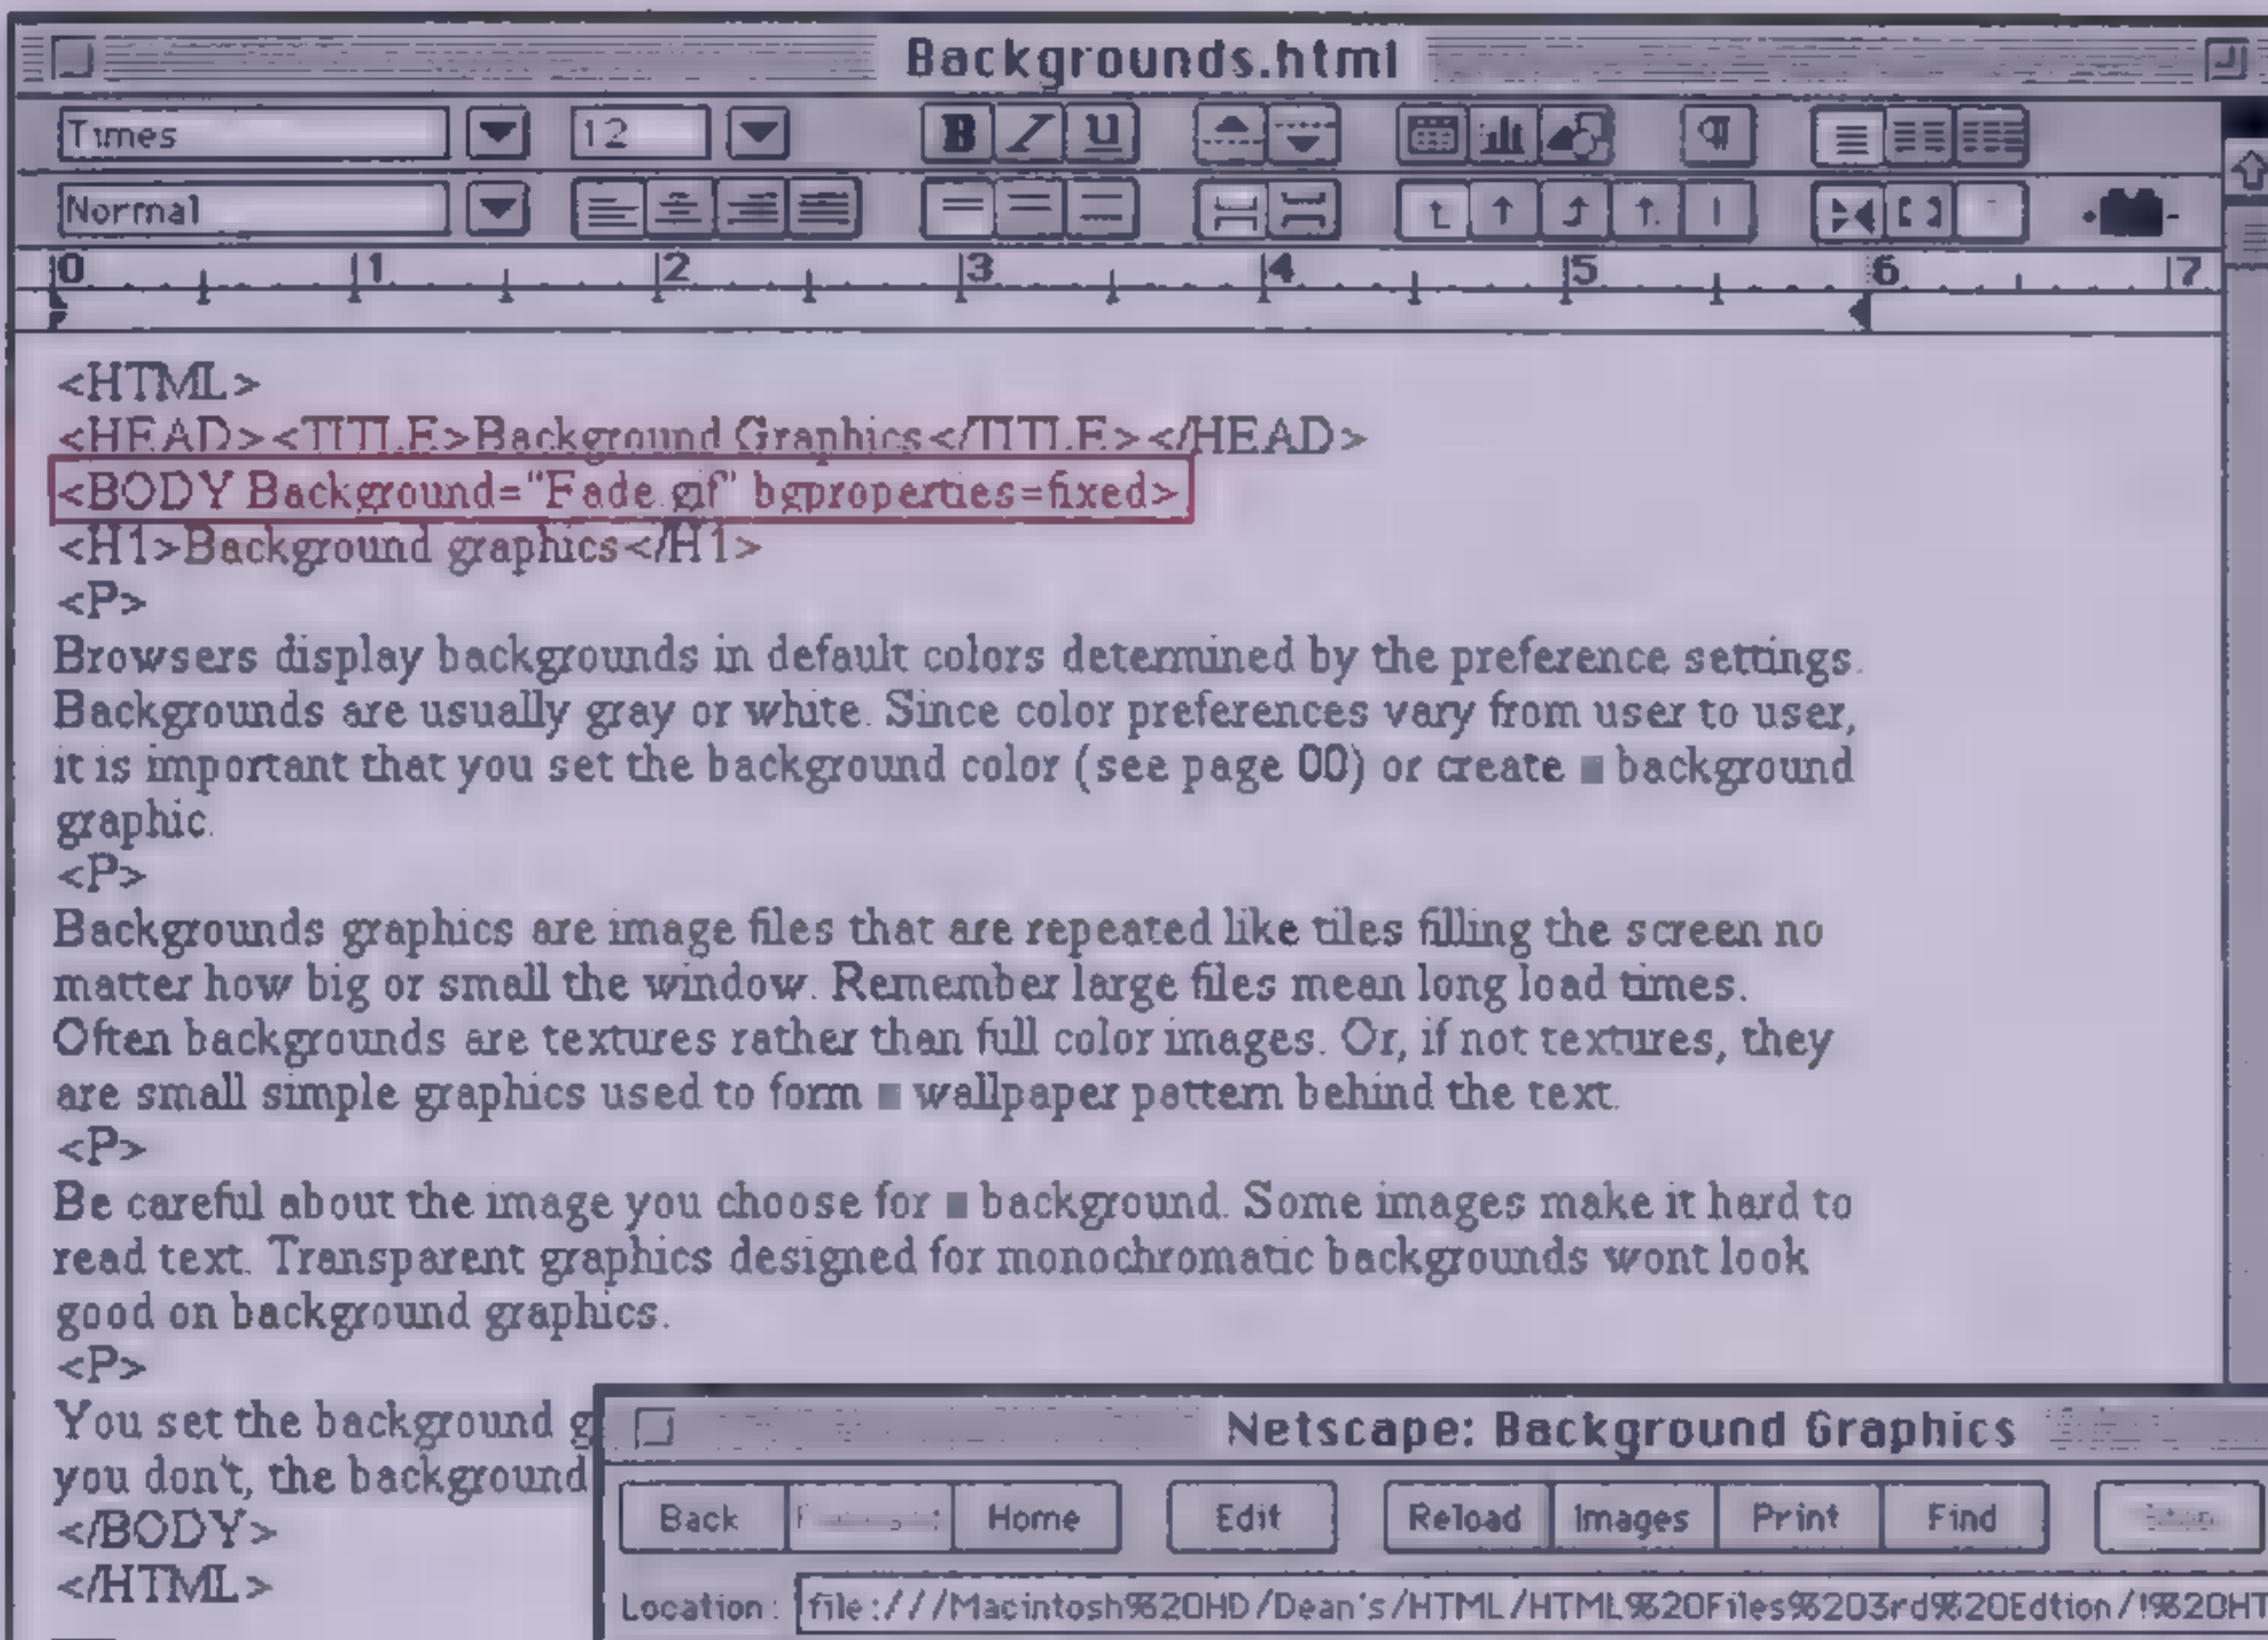 Backgrounds.html
Times 12 B I U ¶
Normal
0 1 2 3 4 5 6 7
<HTML>
<HEAD><TITLE>Background Graphics</TITLE></HEAD>
<BODY Background="Fade.gif" bgproperties=fixed>
<H1>Background graphics</H1>
<P>
Browsers display backgrounds in default colors determined by the preference settings.
Backgrounds are usually gray or white. Since color preferences vary from user to user,
it is important that you set the background color (see page 00) or create background
graphic.
<P>
Backgrounds graphics are image files that are repeated like tiles filling the screen no
matter how big or small the window. Remember large files mean long load times.
Often backgrounds are textures rather than full color images. Or, if not textures, they
are small simple graphics used to form wallpaper pattern behind the text.
<P>
Be careful about the image you choose for background. Some images make it hard to
read text. Transparent graphics designed for monochromatic backgrounds wont look
good on background graphics.
<P>
You set the background g
you don't, the background
</BODY>
</HTML>
Netscape: Background Graphics
Back Home Edit Reload Images Print Find
Location: file:///Macintosh%20HD/Dean's/HTML/HTML%20Files%203rd%20Edtion/!%20HT